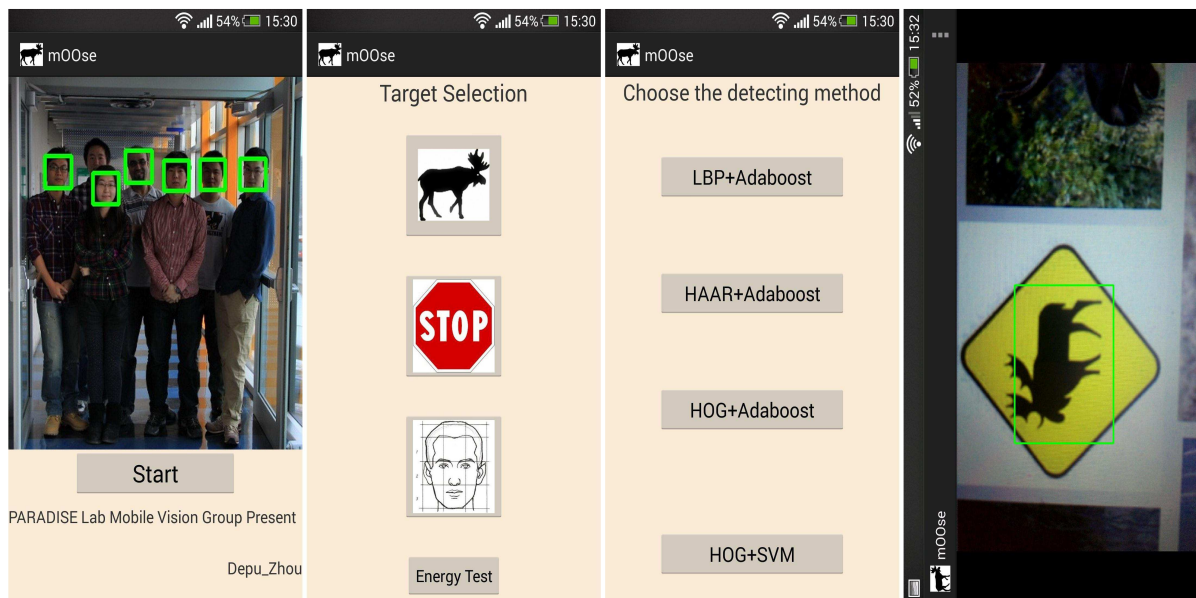 54% 15:30
mOOse
Start
PARADISE Lab Mobile Vision Group Present
Depu_Zhou
54% 15:30
mOOse
Target Selection
STOP
Energy Test
54% 15:30
mOOse
Choose the detecting method
LBP+Adaboost
HAAR+Adaboost
HOG+Adaboost
HOG+SVM
52% 15:32
mOOse